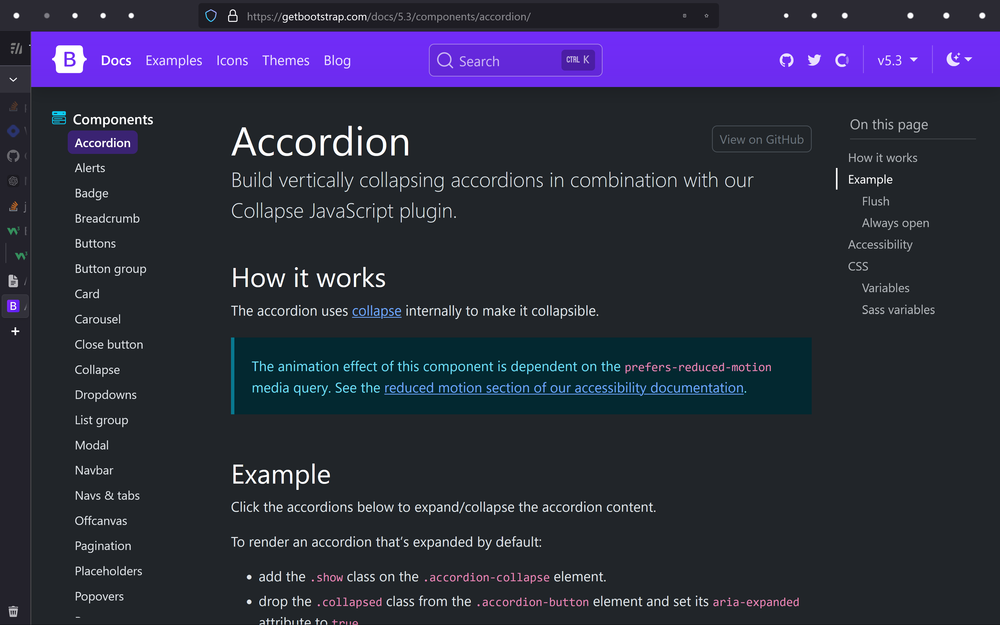 https://getbootstrap.com/docs/5.3/components/accordion/
B
Docs
Examples
Icons
Themes
Blog
Search
CTRL K
v5.3
Components
Accordion
Alerts
Badge
Breadcrumb
Buttons
Button group
Card
Carousel
Close button
Collapse
Dropdowns
List group
Modal
Navbar
Navs & tabs
Offcanvas
Pagination
Placeholders
Popovers
Accordion
View on GitHub
Build vertically collapsing accordions in combination with our
Collapse JavaScript plugin.
How it works
The accordion uses collapse internally to make it collapsible.
The animation effect of this component is dependent on the prefers-reduced-motion
media query. See the reduced motion section of our accessibility documentation.
Example
Click the accordions below to expand/collapse the accordion content.
To render an accordion that’s expanded by default:
• add the .show class on the .accordion-collapse element.
• drop the .collapsed class from the .accordion-button element and set its aria-expanded
attribute to true
On this page
How it works
Example
Flush
Always open
Accessibility
CSS
Variables
Sass variables
B